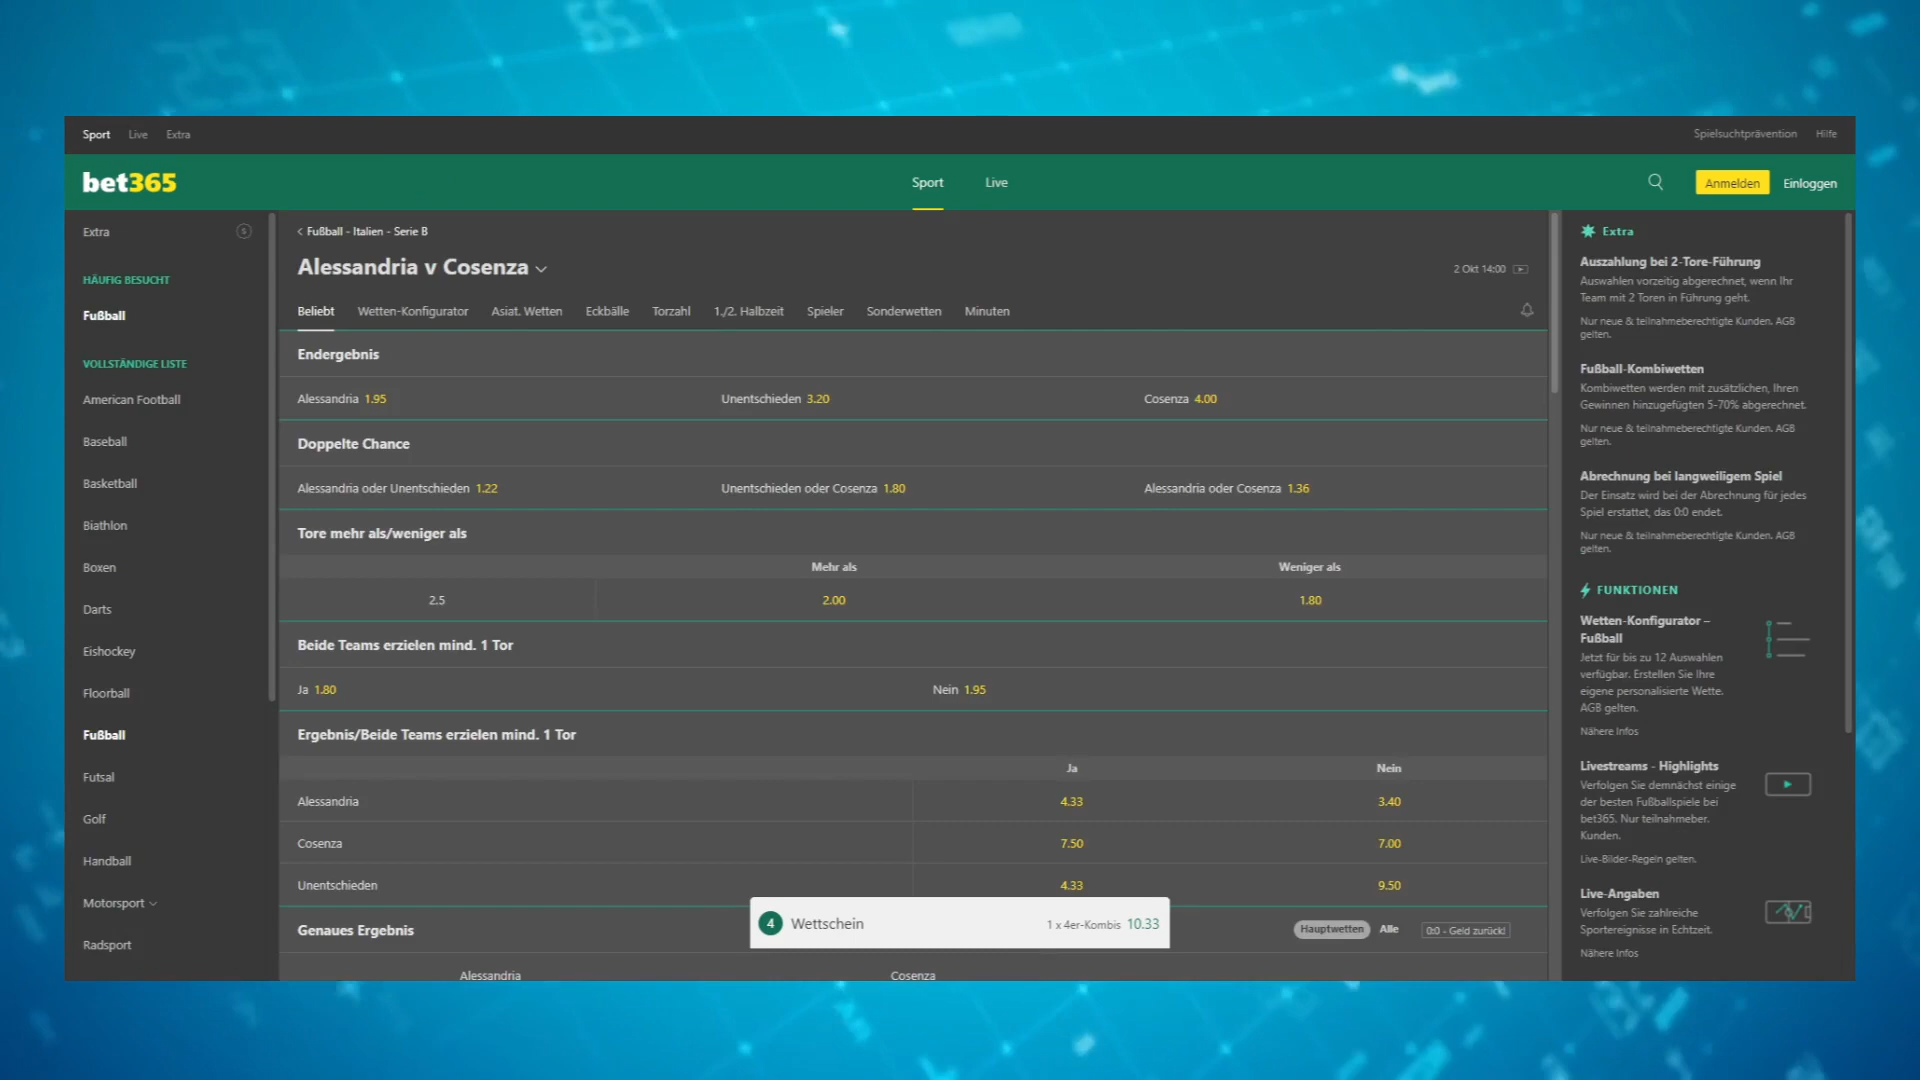 Sport Live Extra
Spielsuchtprävention Hilfe
bet365
Sport Live
Anmelden Einloggen
Extra
HÄUFIG BESUCHT
Fußball
VOLLSTÄNDIGE LISTE
American Football
Baseball
Basketball
Biathlon
Boxen
Darts
Eishockey
Floorball
Fußball
Futsal
Golf
Handball
Motorsport
Radsport
< Fußball - Italien - Serie B
Alessandria v Cosenza
2 Okt 14:00
Beliebt Wetten-Konfigurator Asiat. Wetten Eckbälle Torzahl 1./2. Halbzeit Spieler Sonderwetten Minuten
Endergebnis
Alessandria 1.95 Unentschieden 3.20 Cosenza 4.00
Doppelte Chance
Alessandria oder Unentschieden 1.22 Unentschieden oder Cosenza 1.80 Alessandria oder Cosenza 1.36
Tore mehr als/weniger als
Mehr als Weniger als
2.5 2.00 1.80
Beide Teams erzielen mind. 1 Tor
Ja 1.80 Nein 1.95
Ergebnis/Beide Teams erzielen mind. 1 Tor
Ja Nein
Alessandria 4.33 3.40
Cosenza 7.50 7.00
Unentschieden 4.33 9.50
Genaues Ergebnis
4 Wettschein 1 x 4er-Kombis 10.33
Hauptwetten Alle 0:0 - Geld zurück!
Alessandria Cosenza
Extra
Auszahlung bei 2-Tore-Führung
Auswahlen vorzeitig abgerechnet, wenn Ihr
Team mit 2 Toren in Führung geht.
Nur neue & teilnahmeberechtigte Kunden. AGB
gelten.
Fußball-Kombiwetten
Kombiwetten werden mit zusätzlichen, Ihren
Gewinnen hinzugefügten 5-70% abgerechnet.
Nur neue & teilnahmeberechtigte Kunden. AGB
gelten.
Abrechnung bei langweiligem Spiel
Der Einsatz wird bei der Abrechnung für jedes
Spiel erstattet, das 0:0 endet.
Nur neue & teilnahmeberechtigte Kunden. AGB
gelten.
FUNKTIONEN
Wetten-Konfigurator –
Fußball
Jetzt für bis zu 12 Auswahlen
verfügbar. Erstellen Sie Ihre
eigene personalisierte Wette.
AGB gelten.
Nähere Infos
Livestreams - Highlights
Verfolgen Sie demnächst einige
der besten Fußballspiele bei
bet365. Nur teilnahmeber.
Kunden.
Live-Bilder-Regeln gelten.
Live-Angaben
Verfolgen Sie zahlreiche
Sportereignisse in Echtzeit.
Nähere Infos